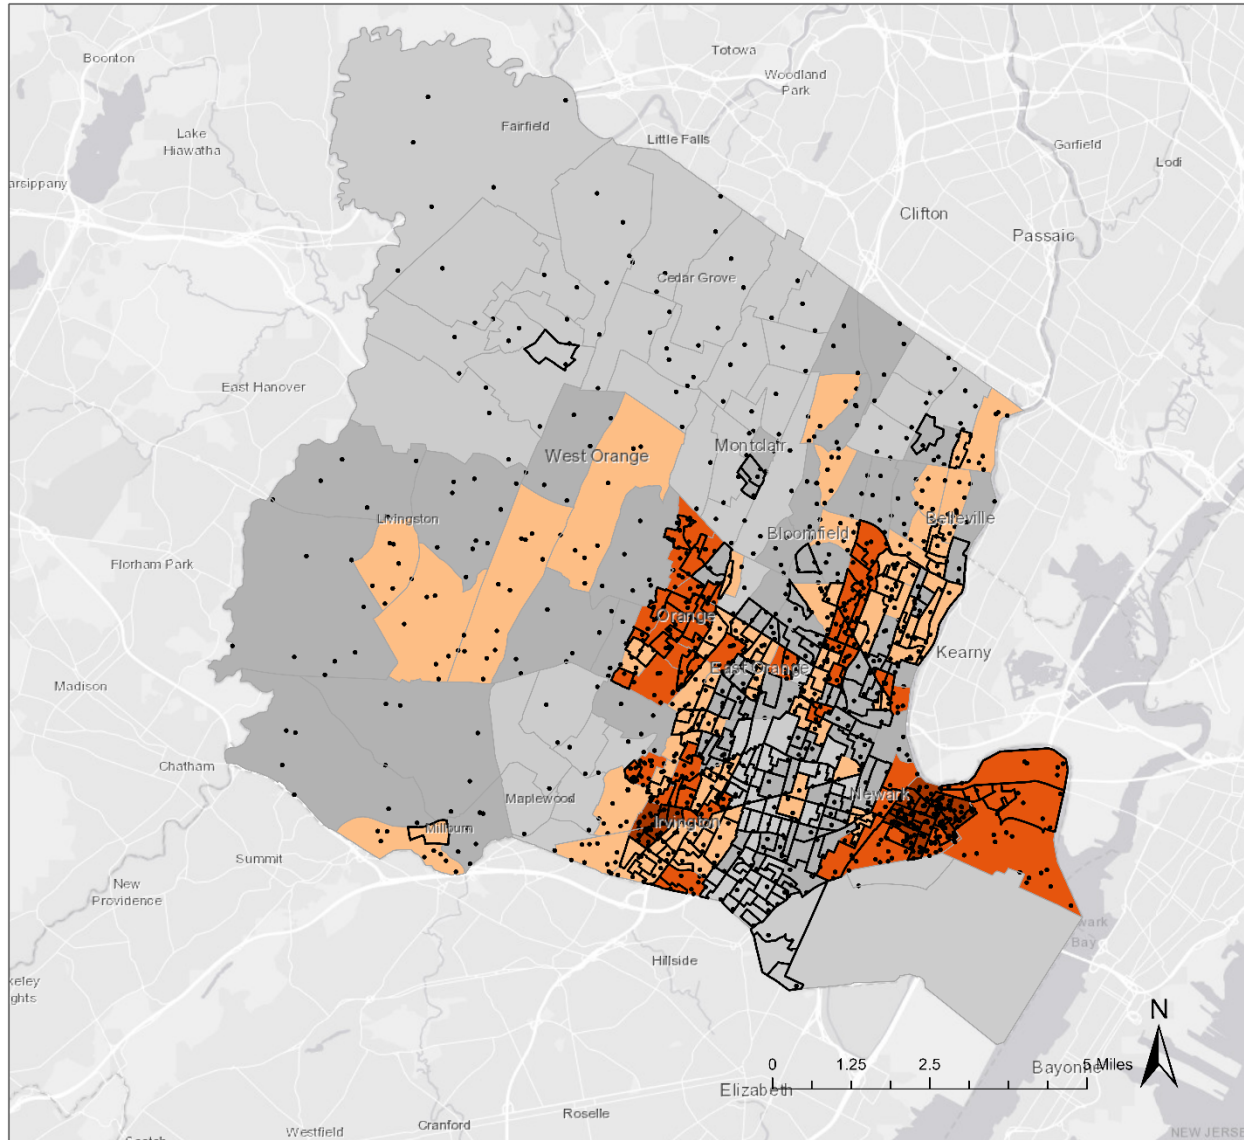 Boonton
Totowa
Woodland
Park
Lake
Hiawatha
Fairfield
Little Falls
Garfield
Lodi
arsippany
Clifton
Passaic
Cedar Grove
East Hanover
Montclair
West Orange
Livingston
Bloomfield
Belleville
Florham Park
Orange
Kearny
East Orange
Madison
Chatham
Maplewood
Newark
Millburn
Irvington
Summit
New
Providence
Cranford
wark
Bay
Hillside
keley
ghts
N
0 1.25 2.5 5 Miles
Bayonne
Elizabeth
Roselle
Westfield
Cranford
NEW JERSE